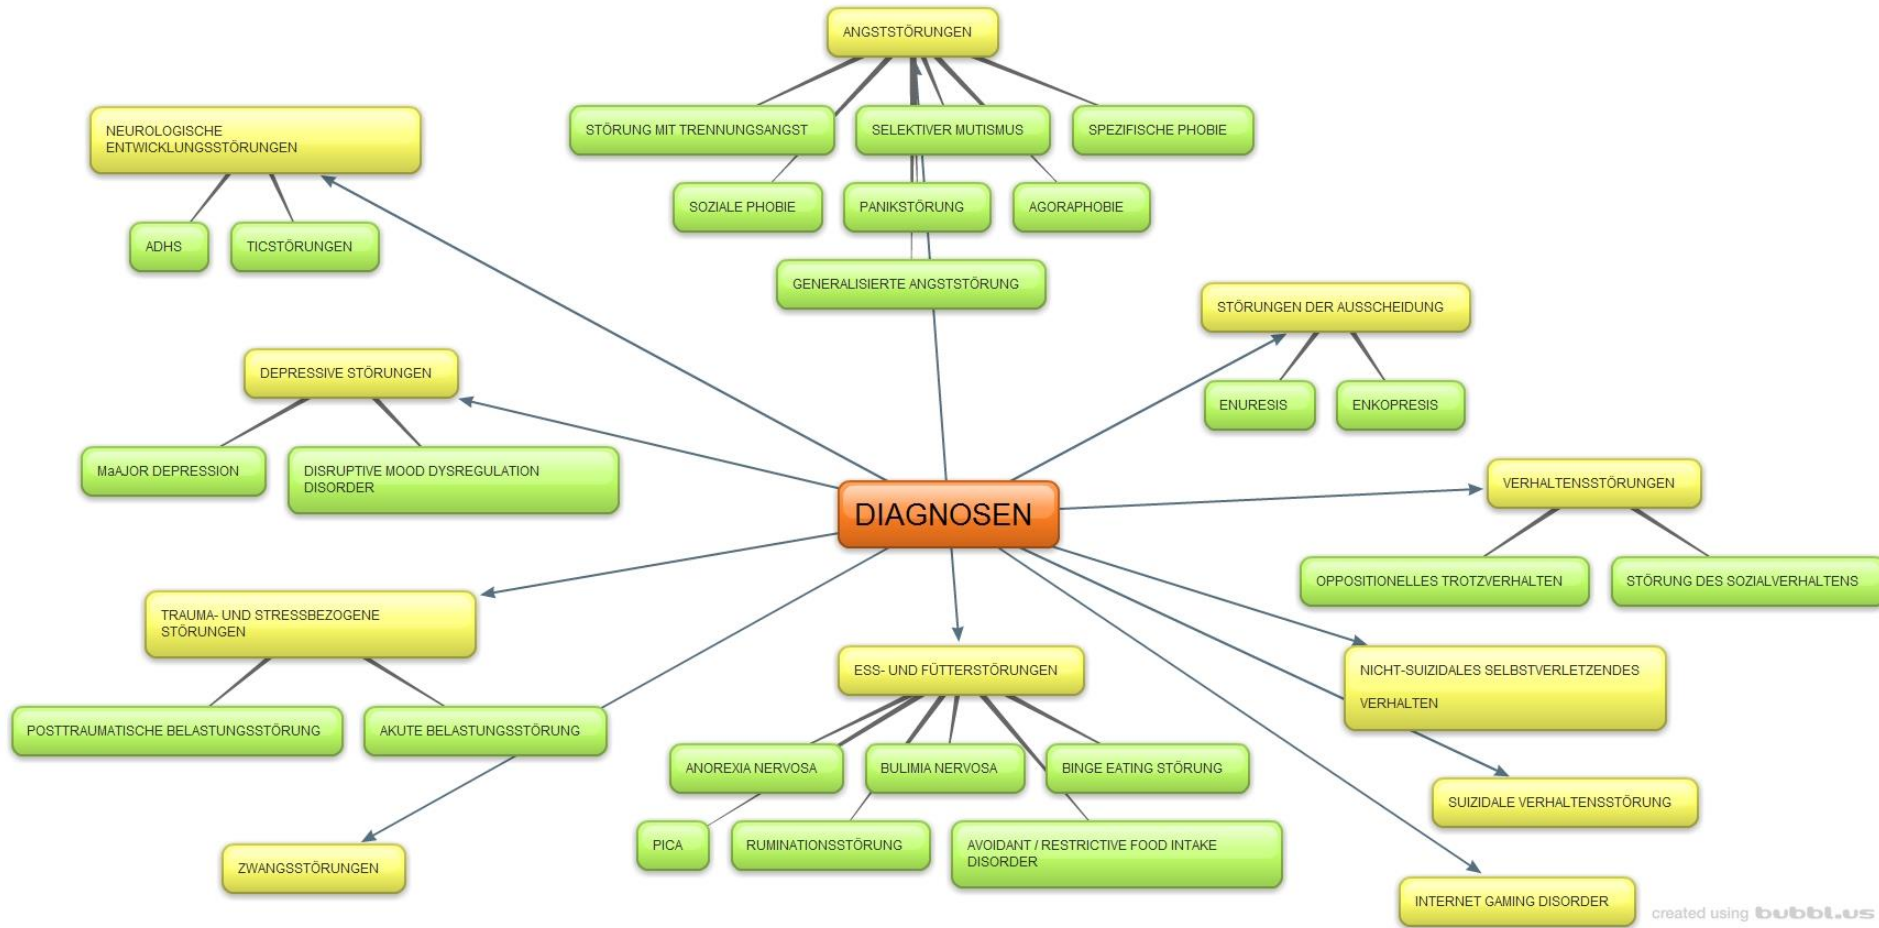 ANGSTSTÖRUNGEN
STÖRUNG MIT TRENNUNGSANGST
SELEKTIVER MUTISMUS
SPEZIFISCHE PHOBIE
SOZIALE PHOBIE
PANIKSTÖRUNG
AGORAPHOBIE
GENERALISIERTE ANGSTSTÖRUNG
NEUROLOGISCHE
ENTWICKLUNGSSTÖRUNGEN
ADHS
TICSTÖRUNGEN
STÖRUNGEN DER AUSSCHEIDUNG
ENURESIS
ENKOPRESIS
DEPRESSIVE STÖRUNGEN
MaAJOR DEPRESSION
DISRUPTIVE MOOD DYSREGULATION
DISORDER
DIAGNOSEN
VERHALTENSSTÖRUNGEN
OPPOSITIONELLES TROTZVERHALTEN
STÖRUNG DES SOZIALVERHALTENS
TRAUMA- UND STRESSBEZOGENE
STÖRUNGEN
POSTTRAUMATISCHE BELASTUNGSSTÖRUNG
AKUTE BELASTUNGSSTÖRUNG
ESS- UND FÜTTERSTÖRUNGEN
ANOREXIA NERVOSA
BULIMIA NERVOSA
BINGE EATING STÖRUNG
PICA
RUMINATIONSSTÖRUNG
AVOIDANT / RESTRICTIVE FOOD INTAKE
DISORDER
NICHT-SUIZIDALES SELBSTVERLETZENDES
VERHALTEN
SUIZIDALE VERHALTENSSTÖRUNG
ZWANGSSTÖRUNGEN
INTERNET GAMING DISORDER
created using bubbl.us